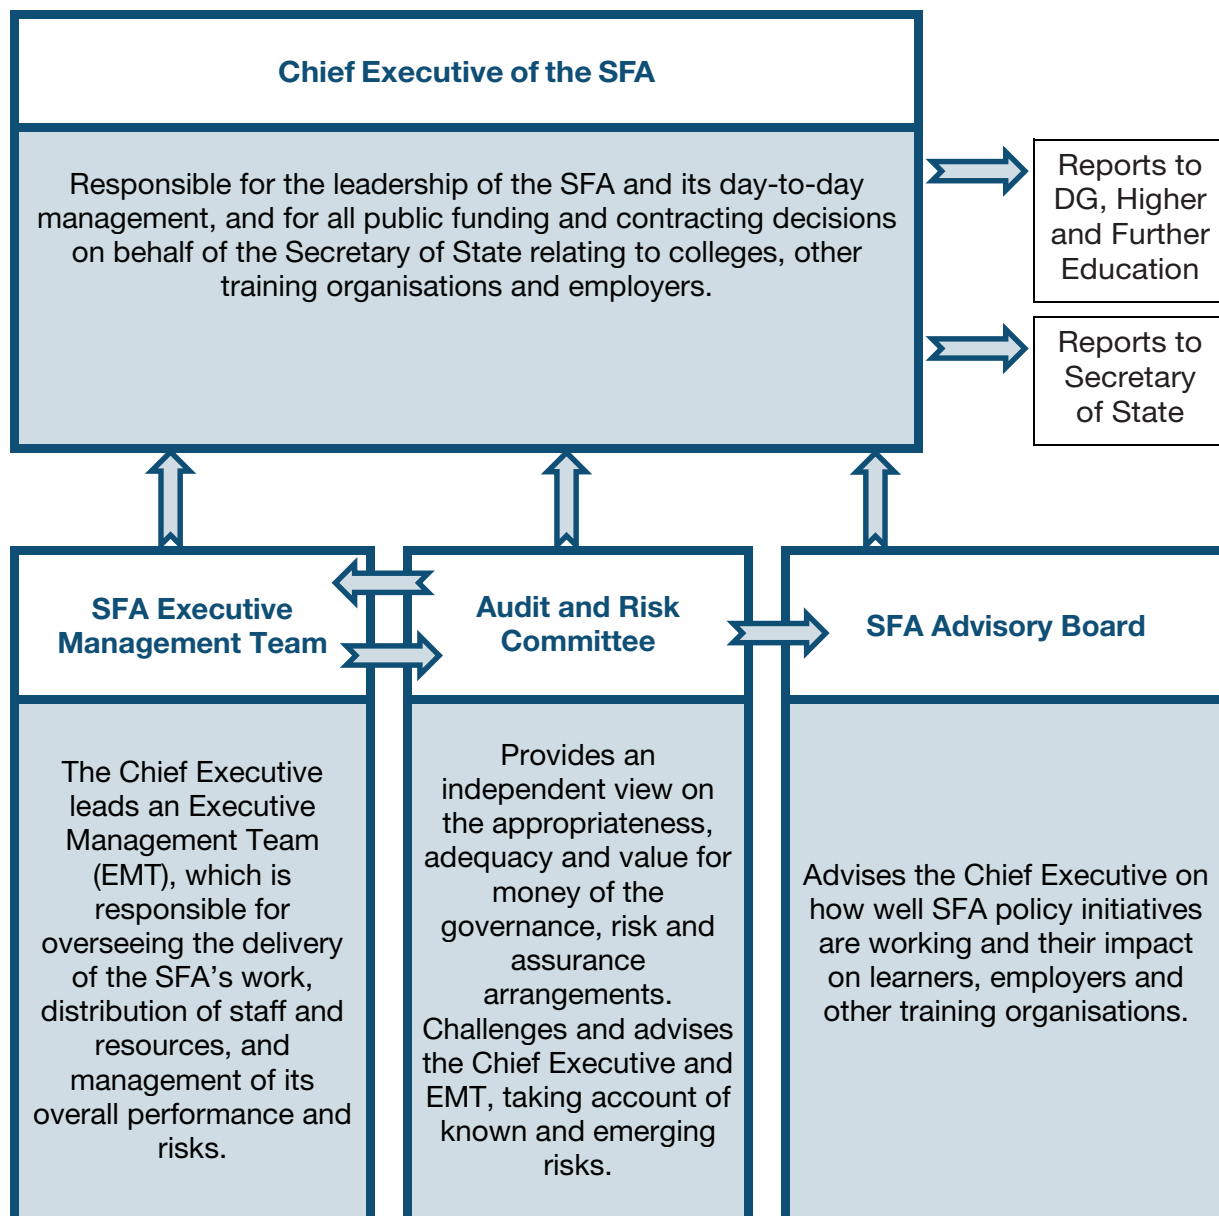 Chief Executive of the SFA
Responsible for the leadership of the SFA and its day-to-day
management, and for all public funding and contracting decisions
on behalf of the Secretary of State relating to colleges, other
training organisations and employers.
Reports to
DG, Higher
and Further
Education
Reports to
Secretary
of State
SFA Executive
Management Team
The Chief Executive
leads an Executive
Management Team
(EMT), which is
responsible for
overseeing the delivery
of the SFA’s work,
distribution of staff and
resources, and
management of its
overall performance and
risks.
Audit and Risk
Committee
Provides an
independent view on
the appropriateness,
adequacy and value for
money of the
governance, risk and
assurance
arrangements.
Challenges and advises
the Chief Executive and
EMT, taking account of
known and emerging
risks.
SFA Advisory Board
Advises the Chief Executive on
how well SFA policy initiatives
are working and their impact
on learners, employers and
other training organisations.